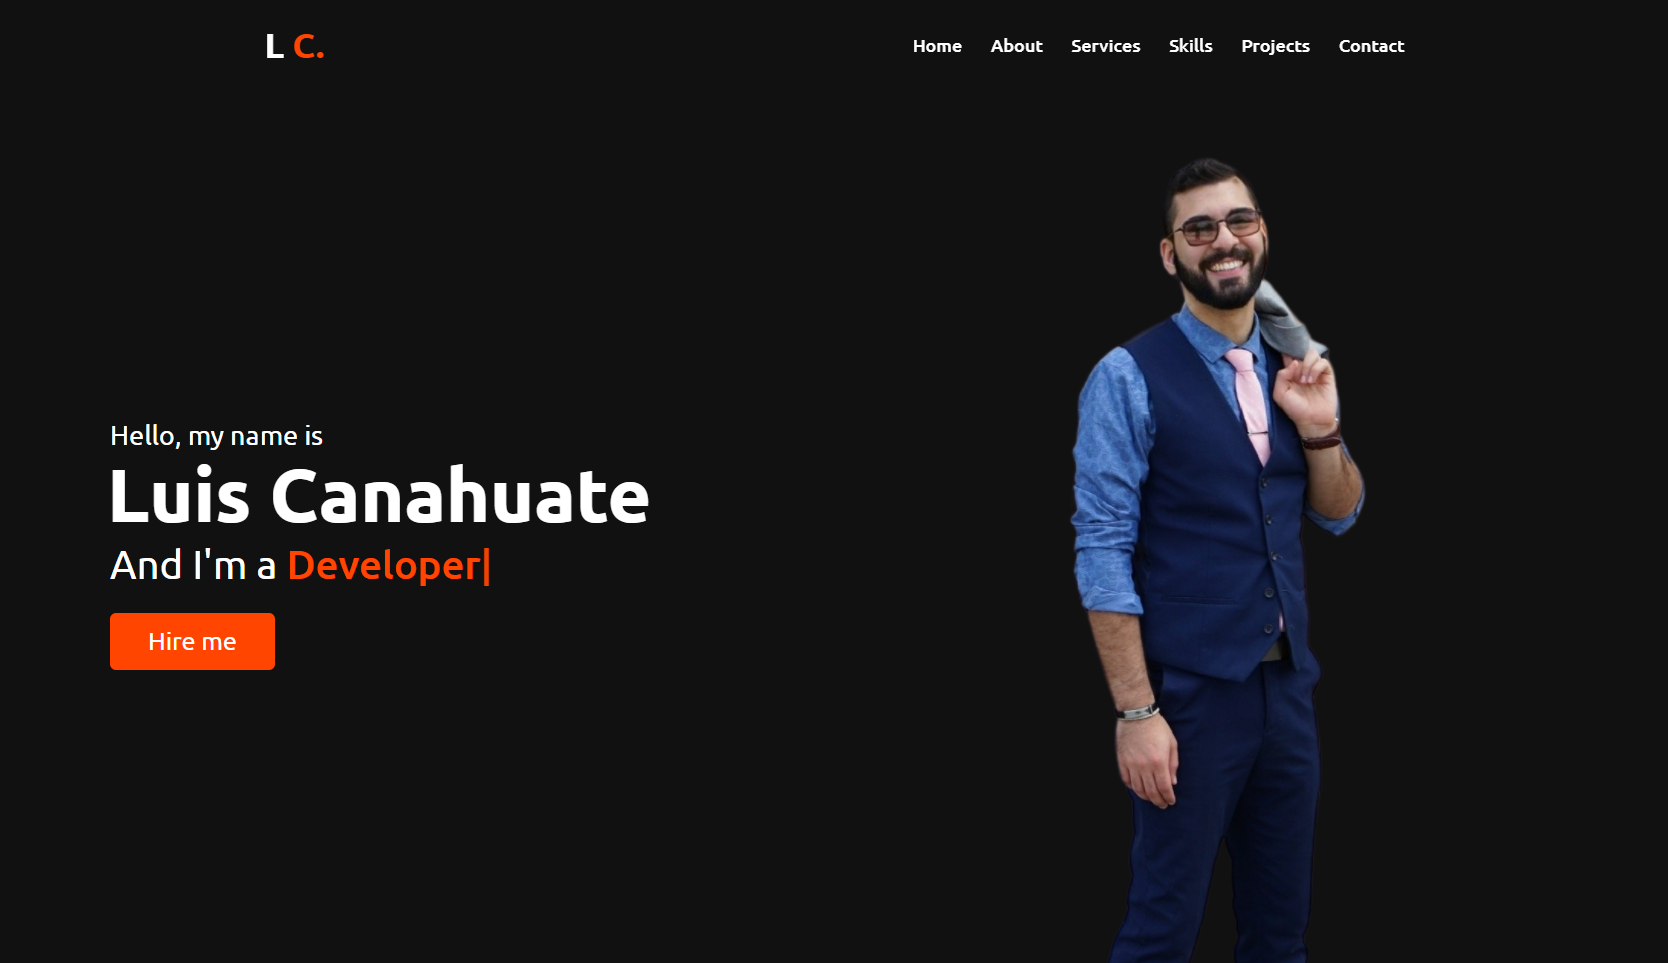 L C.
Home About Services Skills Projects Contact
Hello, my name is
Luis Canahuate
And I'm a Developer|
Hire me